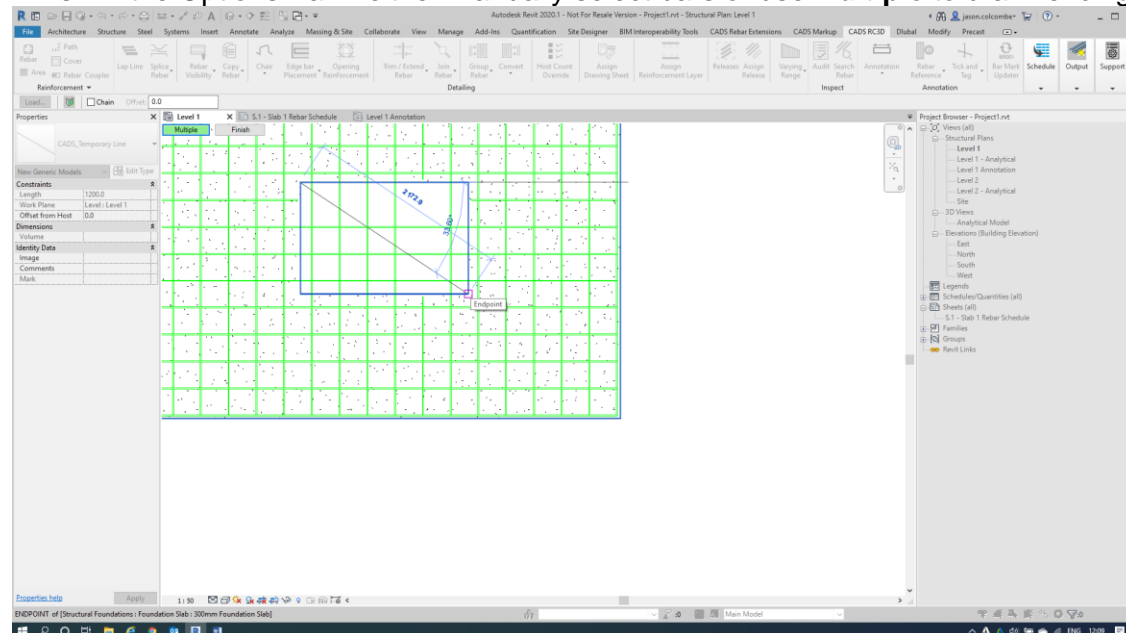 Autodesk Revit 2020.1 - Not For Resale Version - Project1.rvt - Structural Plan: Level 1
jason.colcombe
File Architecture Structure Steel Systems Insert Annotate Analyze Massing & Site Collaborate View Manage Add-Ins Quantification Site Designer BIM Interoperability Tools CADS Rebar Extensions CADS Markup CADS RC3D Dlubal Modify Precast
Rebar Path Cover Area Rebar Coupler
Lap Line Splice Rebar Rebar Visibility Copy Rebar Chair Edge bar Placement Opening Reinforcement Trim / Extend Rebar Join Rebar Group Rebar Convert Host Count Override Assign Drawing Sheet Assign Reinforcement Layer Releases Assign Release Varying Range
Audit Search Rebar Annotation Rebar Reference Tick and Tag Bar Mark Updater Schedule Output Support
Reinforcement Detailing Inspect Annotation
Load... Chain Offset: 0.0
Properties
CADS_Temporary Line
New Generic Models Edit Type
Constraints
Length 1200.0
Work Plane Level : Level 1
Offset from Host 0.0
Dimensions
Volume
Identity Data
Image
Comments
Mark
Properties help Apply
Level 1 S.1 - Slab 1 Rebar Schedule Level 1 Annotation
Multiple Finish
2172.9
33.60°
Endpoint
1 : 50
Project Browser - Project1.rvt
Views (all)
Structural Plans
Level 1
Level 1 - Analytical
Level 1 Annotation
Level 2
Level 2 - Analytical
Site
3D Views
Analytical Model
Elevations (Building Elevation)
East
North
South
West
Legends
Schedules/Quantities (all)
Sheets (all)
S.1 - Slab 1 Rebar Schedule
Families
Groups
Revit Links
ENDPOINT of [Structural Foundations : Foundation Slab : 300mm Foundation Slab] :0 Main Model :0
ENG 12:09